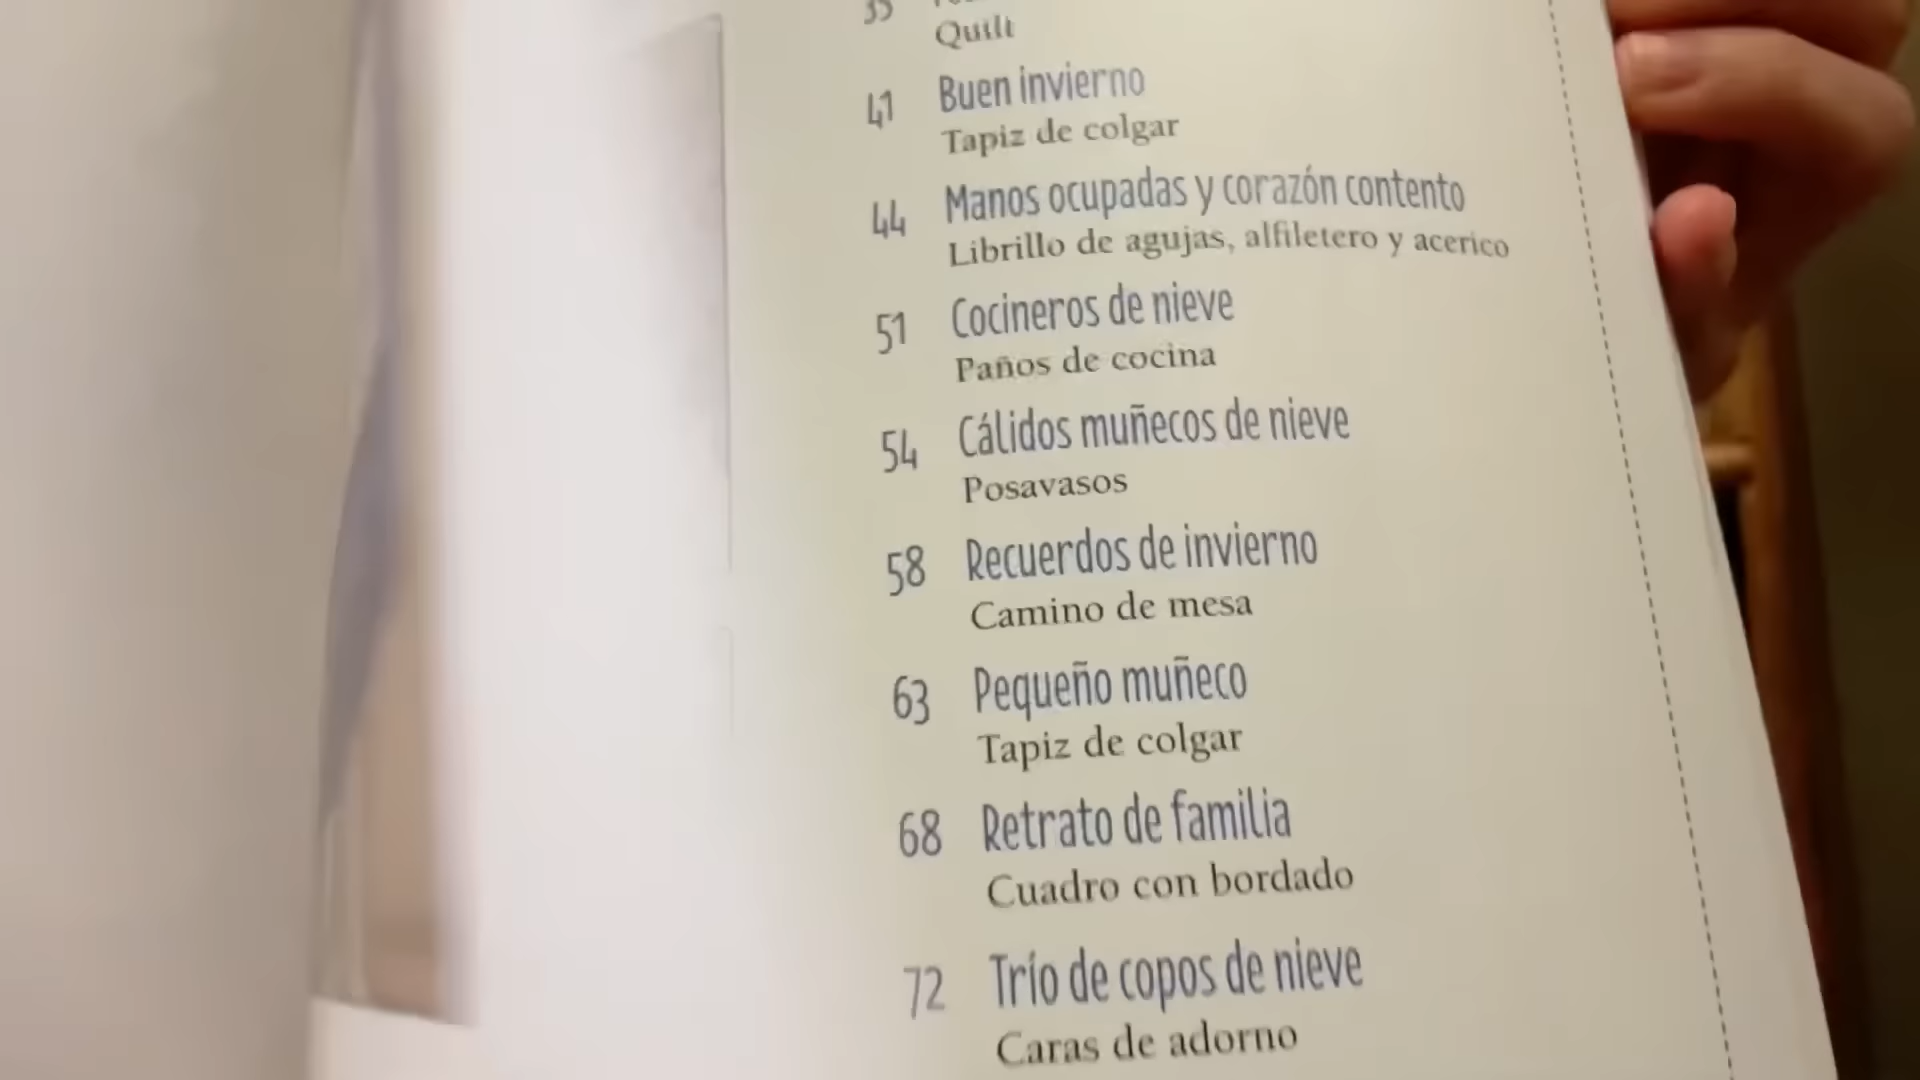 35
Quilt
41 Buen invierno
Tapiz de colgar
44 Manos ocupadas y corazón contento
Librillo de agujas, alfiletero y acerico
51 Cocineros de nieve
Paños de cocina
54 Cálidos muñecos de nieve
Posavasos
58 Recuerdos de invierno
Camino de mesa
63 Pequeño muñeco
Tapiz de colgar
68 Retrato de familia
Cuadro con bordado
72 Trío de copos de nieve
Caras de adorno